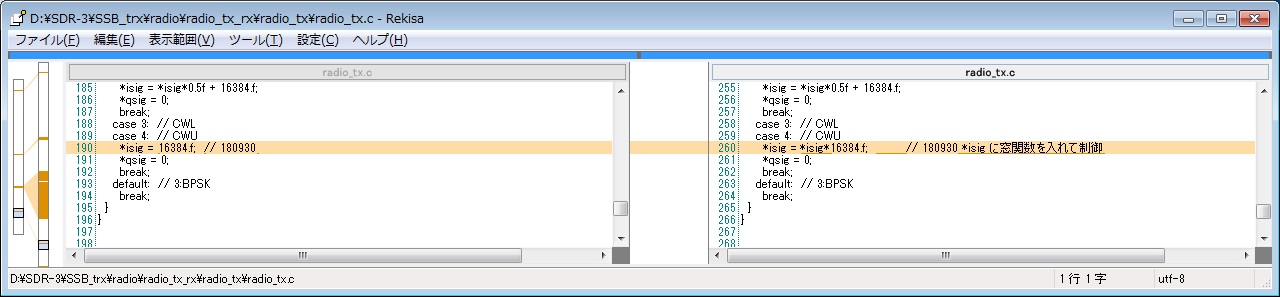 D:¥SDR-3¥SSB_trx¥radio¥radio_tx_rx¥radio_tx¥radio_tx.c - Rekisa
ファイル(F) 編集(E) 表示範囲(V) ツール(T) 設定(C) ヘルプ(H)
radio_tx.c
185 *isig = *isig*0.5f + 16384.f;
186 *qsig = 0;
187 break;
188 case 3: // CWL
189 case 4: // CWU
190 *isig = 16384.f; // 180930
191 *qsig = 0;
192 break;
193 default: // 3:BPSK
194 break;
195 }
196 }
197
198
radio_tx.c
255 *isig = *isig*0.5f + 16384.f;
256 *qsig = 0;
257 break;
258 case 3: // CWL
259 case 4: // CWU
260 *isig = *isig*16384.f; // 180930 *isig に窓関数を入れて制御
261 *qsig = 0;
262 break;
263 default: // 3:BPSK
264 break;
265 }
266 }
267
268
D:¥SDR-3¥SSB_trx¥radio¥radio_tx_rx¥radio_tx¥radio_tx.c 1 行 1 字 utf-8